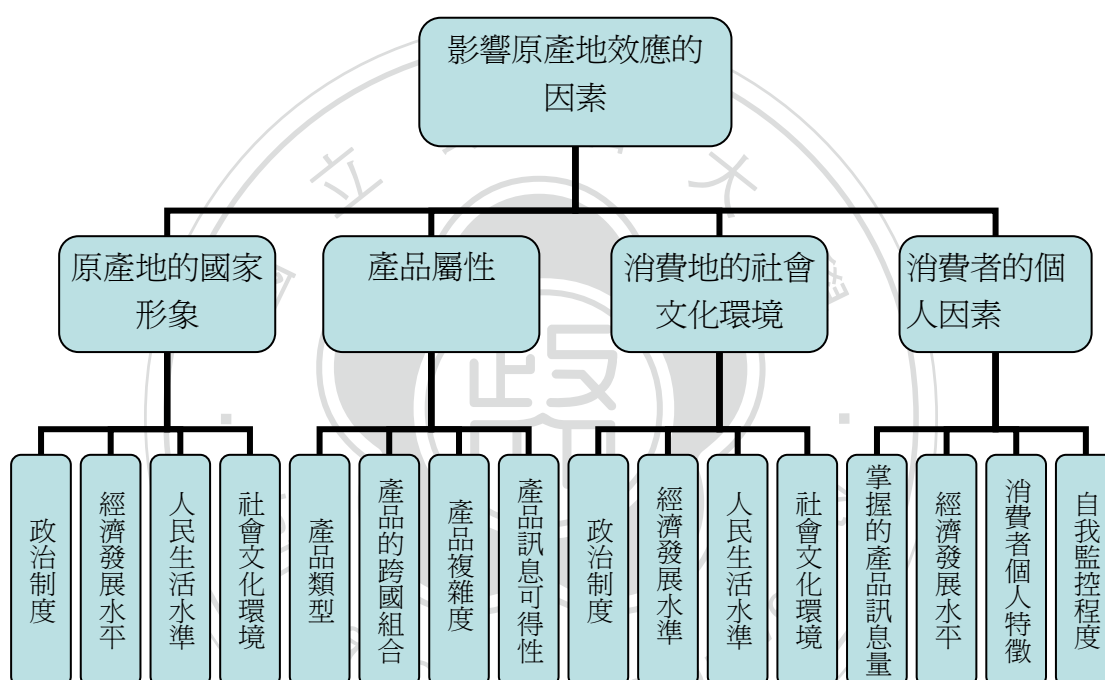 影響原產地效應的
因素
原產地的國家
形象
產品屬性
消費地的社會
文化環境
消費者的個
人因素
政治制度
經濟發展水平
人民生活水準
社會文化環境
產品類型
產品的跨國組合
產品複雜度
產品訊息可得性
政治制度
經濟發展水準
人民生活水準
社會文化環境
掌握的產品訊息量
經濟發展水平
消費者個人特徵
自我監控程度
立
大
學
政